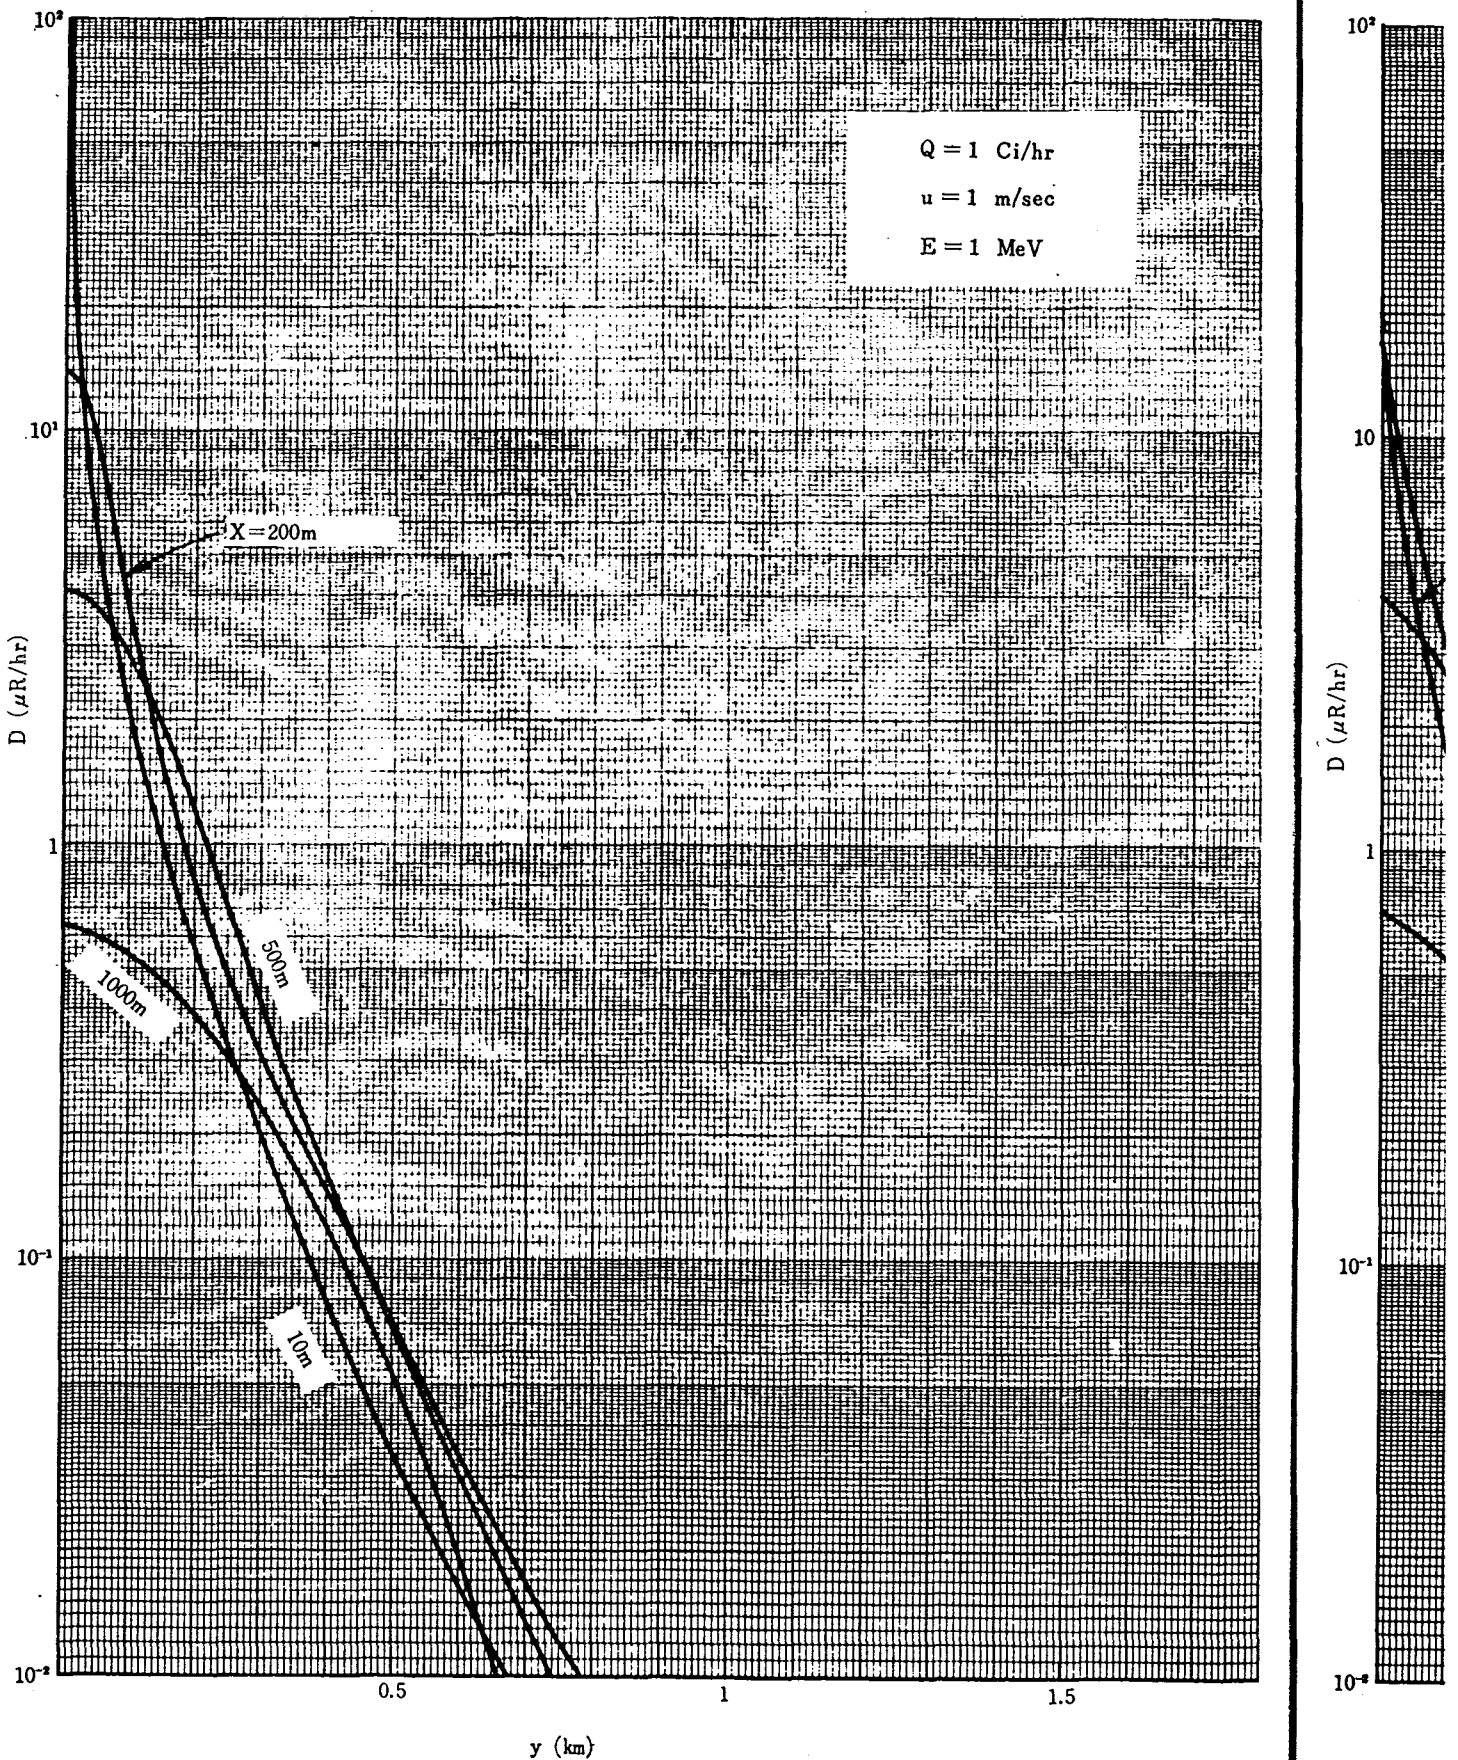 10²
Q = 1 Ci/hr
u = 1 m/sec
E = 1 MeV
10¹
X=200m
D (μR/hr)
1
500m
1000m
10⁻¹
10m
10⁻²
0.5
1
1.5
y (km)
10²
10
D (μR/hr)
1
10⁻¹
10⁻²